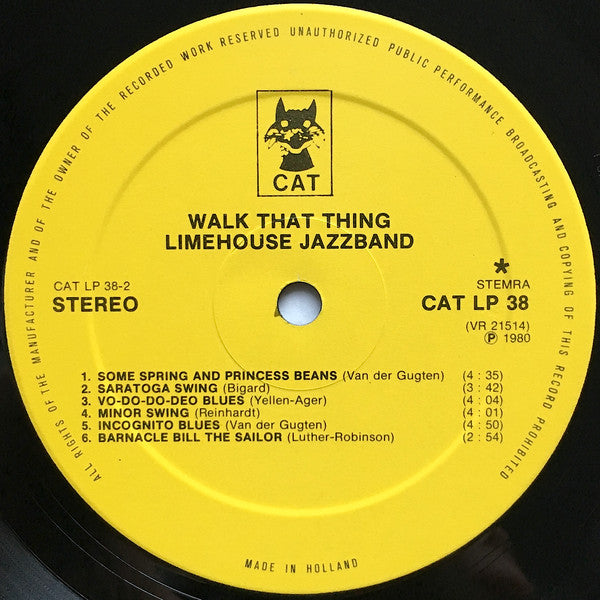 ALL RIGHTS OF THE MANUFACTURER AND OF THE OWNER OF THE RECORDED WORK RESERVED UNAUTHORIZED PUBLIC PERFORMANCE BROADCASTING AND COPYING OF THIS RECORD PROHIBITED
CAT
WALK THAT THING
LIMEHOUSE JAZZBAND
CAT LP 38-2
STEREO
*
STEMRA
CAT LP 38
(VR 21514)
Ⓟ 1980
1. SOME SPRING AND PRINCESS BEANS (Van der Gugten) (4 : 35)
2. SARATOGA SWING (Bigard) (3 : 42)
3. VO-DO-DO-DEO BLUES (Yellen-Ager) (4 : 04)
4. MINOR SWING (Reinhardt) (4 : 01)
5. INCOGNITO BLUES (Van der Gugten) (4 : 50)
6. BARNACLE BILL THE SAILOR (Luther-Robinson) (2 : 54)
MADE IN HOLLAND